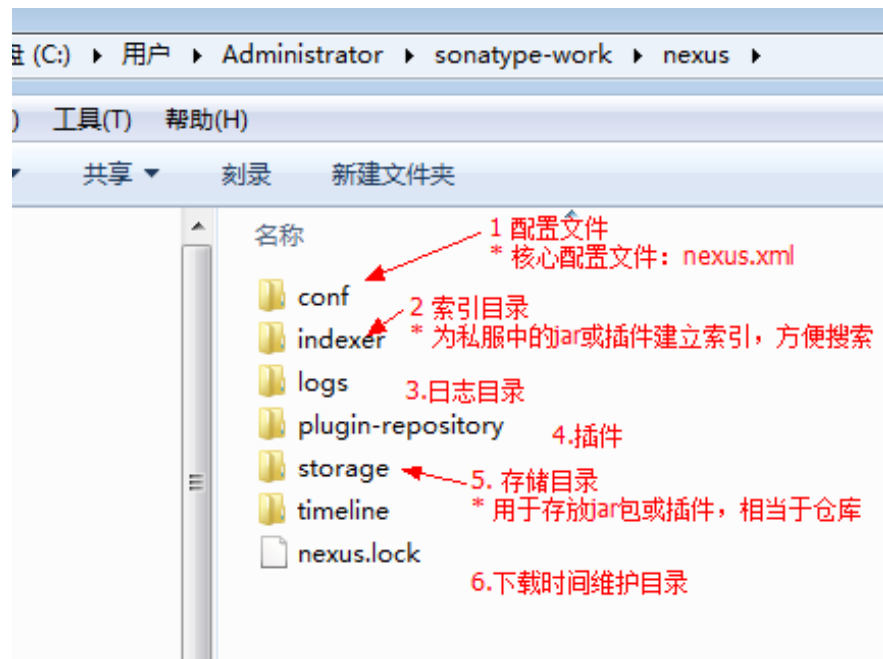 (C:) ▶ 用户 ▶ Administrator ▶ sonatype-work ▶ nexus ▶
) 工具(T) 帮助(H)
共享 刻录 新建文件夹
名称
1 配置文件
* 核心配置文件：nexus.xml
conf
2 索引目录
indexer
* 为私服中的jar或插件建立索引，方便搜索
logs
3.日志目录
plugin-repository
4.插件
storage
5. 存储目录
timeline
* 用于存放jar包或插件，相当于仓库
nexus.lock
6.下载时间维护目录